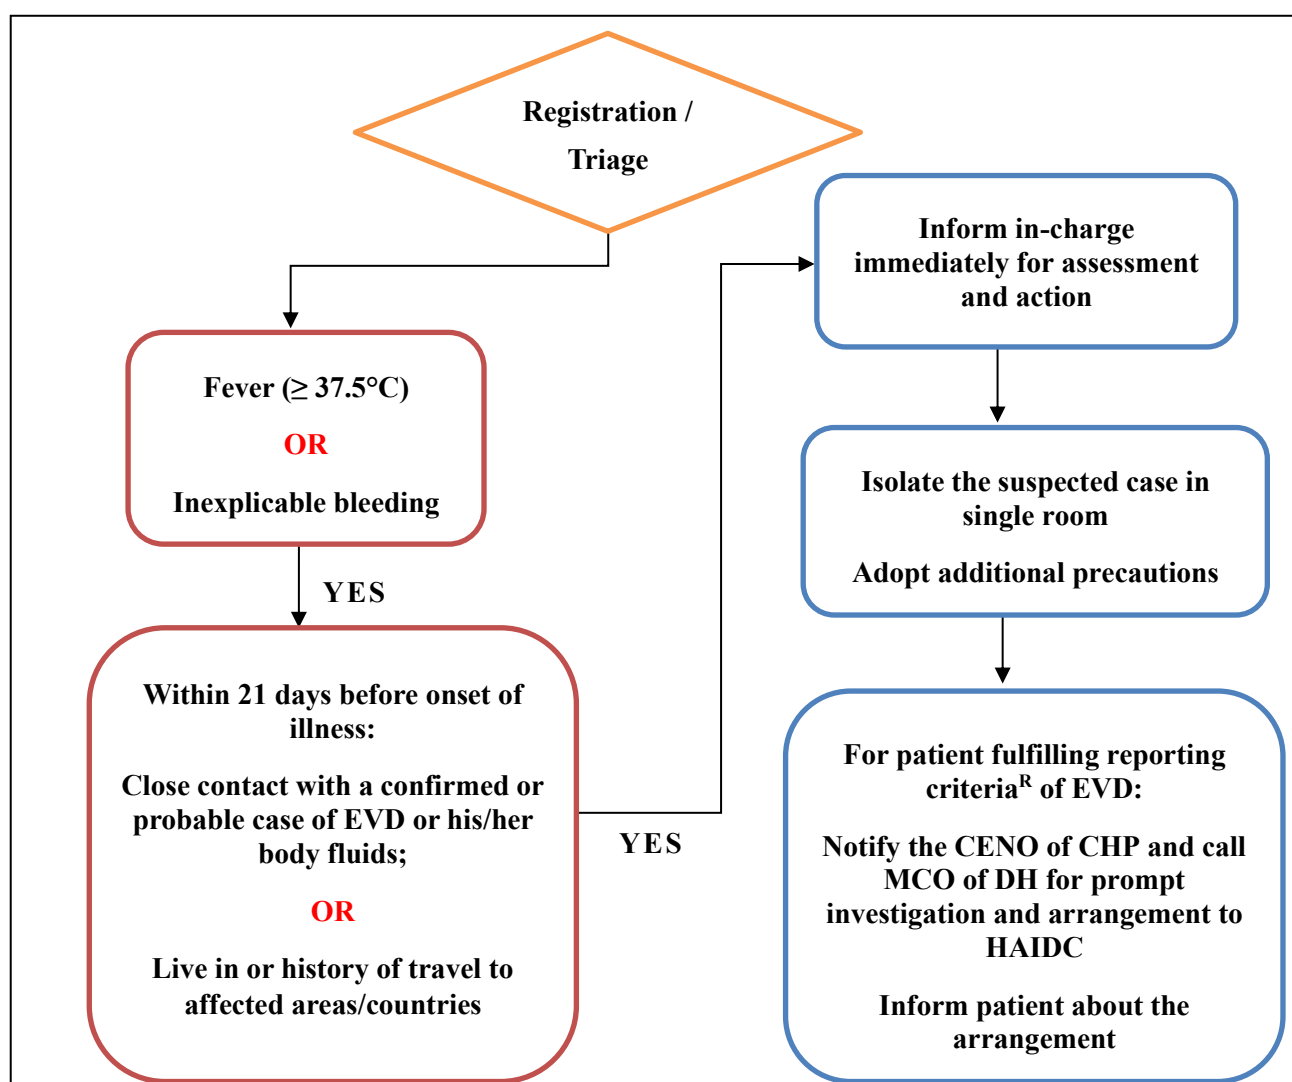 Registration /
Triage
Fever (≥ 37.5°C)
OR
Inexplicable bleeding
YES
Within 21 days before onset of
illness:
Close contact with a confirmed or
probable case of EVD or his/her
body fluids;
OR
Live in or history of travel to
affected areas/countries
YES
Inform in-charge
immediately for assessment
and action
Isolate the suspected case in
single room
Adopt additional precautions
For patient fulfilling reporting
criteriaᴿ of EVD:
Notify the CENO of CHP and call
MCO of DH for prompt
investigation and arrangement to
HAIDC
Inform patient about the
arrangement